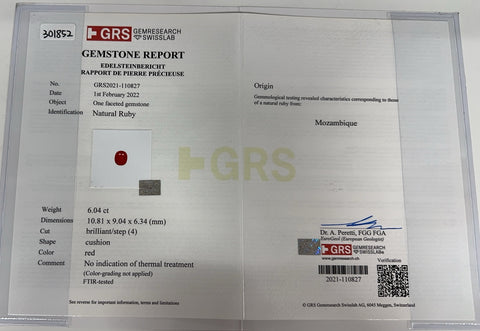 301852
GRS GEMRESEARCH
SWISSLAB
GEMSTONE REPORT
EDELSTEINBERICHT
RAPPORT DE PIERRE PRÉCIEUSE
No. GRS2021-110827
Date 1st February 2022
Object One faceted gemstone
Identification Natural Ruby
Weight 6.04 ct
Dimensions 10.81 x 9.04 x 6.34 (mm)
Cut brilliant/step (4)
Shape cushion
Color red
Comment No indication of thermal treatment
(Color-grading not applied)
FTIR-tested
See reverse for important information, terms and limitations
GRS
Origin
Gemmological testing revealed characteristics corresponding to those
of a natural ruby from:
Mozambique
Dr. A. Peretti, FGG FGA
EuroGeol (European Geologist)
GRS GEMRESEARCH
SWISSLAB
www.gemresearch.ch
Verification
2021-110827
© GRS Gemresearch Swisslab AG, 6045 Meggen, Switzerland